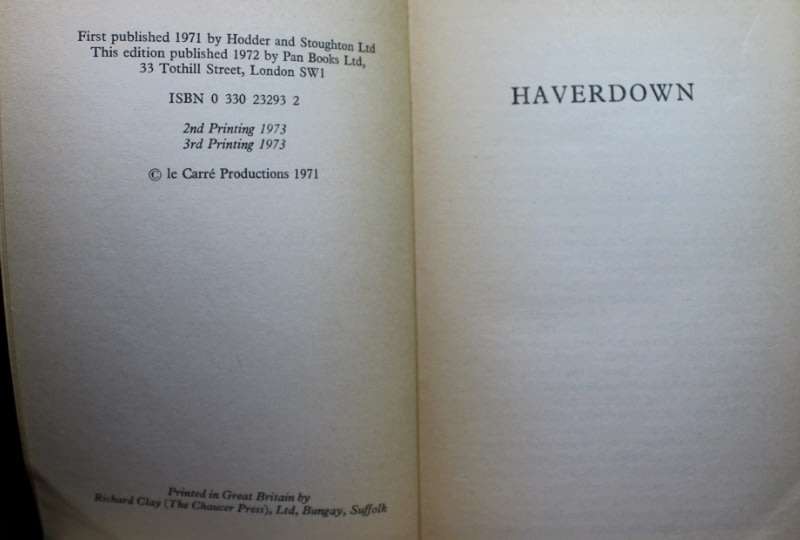 First published 1971 by Hodder and Stoughton Ltd
This edition published 1972 by Pan Books Ltd,
33 Tothill Street, London SW1
ISBN 0 330 23293 2
2nd Printing 1973
3rd Printing 1973
© le Carré Productions 1971
Printed in Great Britain by
Richard Clay (The Chaucer Press), Ltd, Bungay, Suffolk
HAVERDOWN